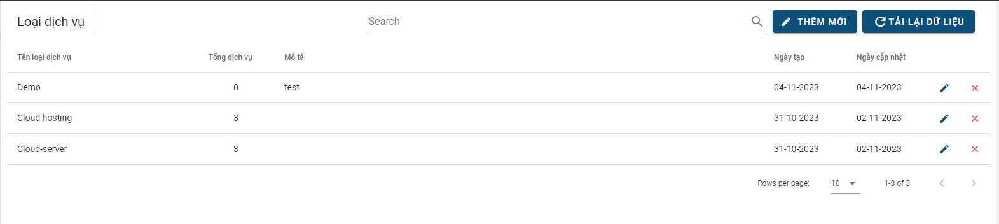 Loại dịch vụ
Search
THÊM MỚI
TẢI LẠI DỮ LIỆU
Tên loại dịch vụ Tổng dịch vụ Mô tả Ngày tạo Ngày cập nhật
Demo 0 test 04-11-2023 04-11-2023
Cloud hosting 3 31-10-2023 02-11-2023
Cloud-server 3 31-10-2023 02-11-2023
Rows per page: 10 1-3 of 3